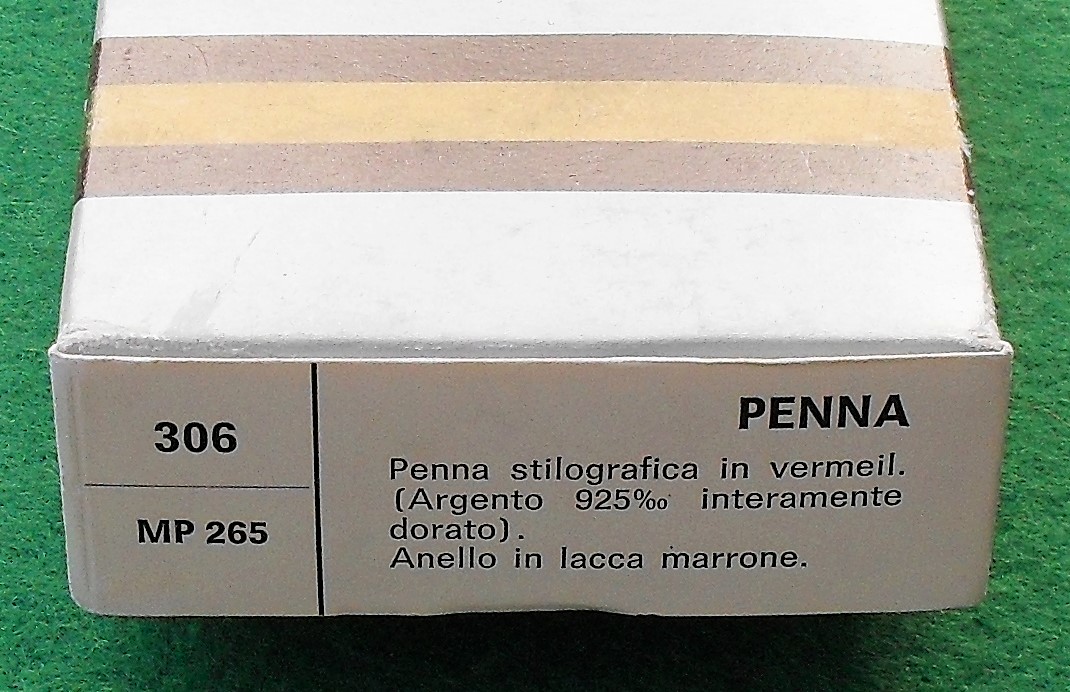 306
MP 265
PENNA
Penna stilografica in vermeil.
(Argento 925‰ interamente
dorato).
Anello in lacca marrone.